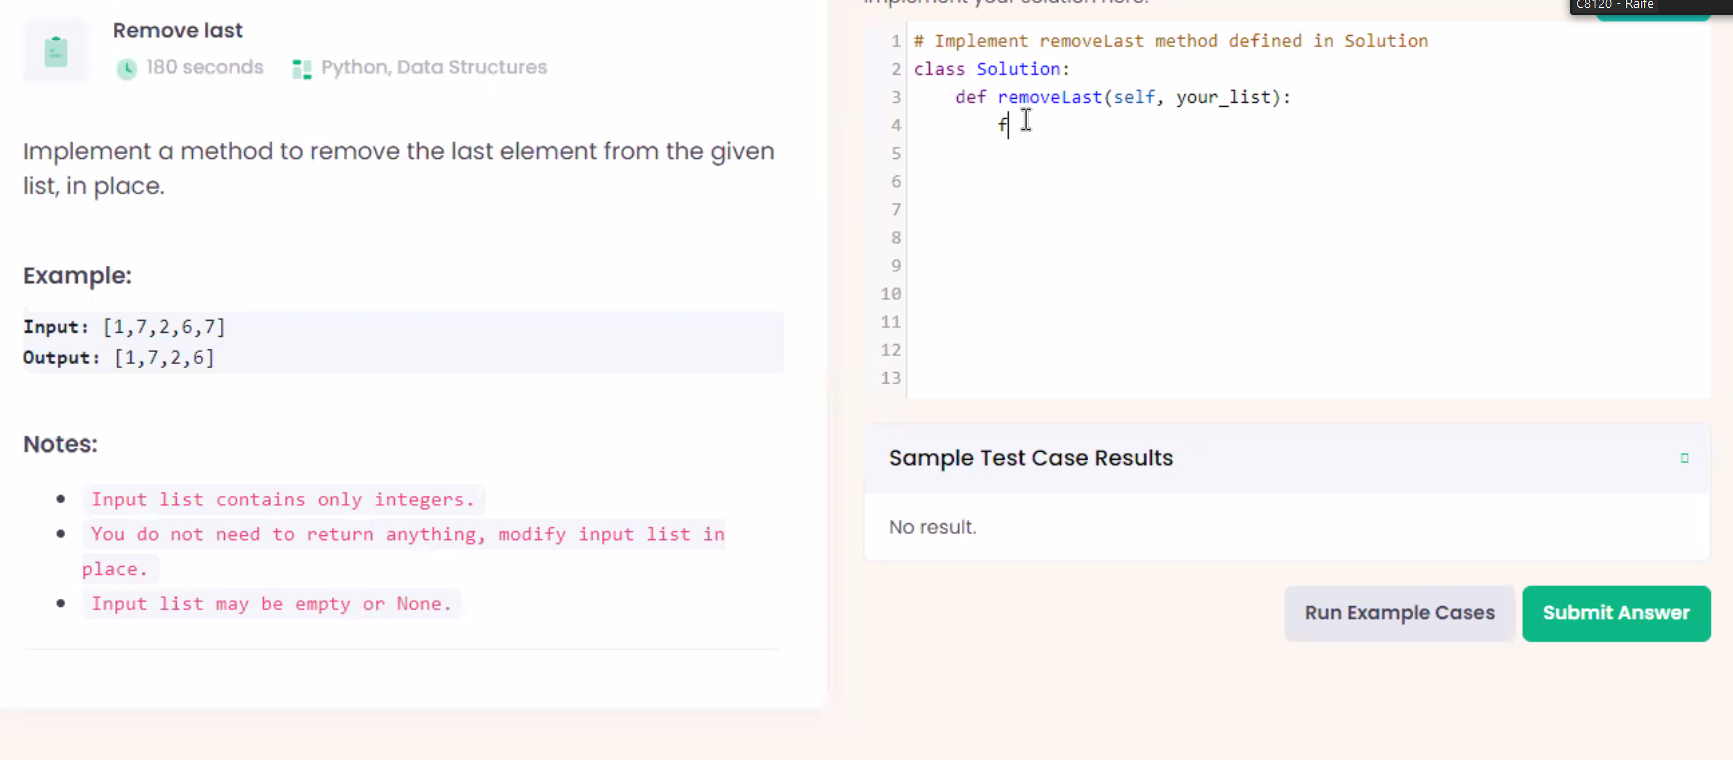 Implement your solution here:
C8120 - Raife
Remove last
180 seconds Python, Data Structures
Implement a method to remove the last element from the given
list, in place.
Example:
Input: [1,7,2,6,7]
Output: [1,7,2,6]
Notes:
Input list contains only integers.
You do not need to return anything, modify input list in
place.
Input list may be empty or None.
1 # Implement removeLast method defined in Solution
2 class Solution:
3 def removeLast(self, your_list):
4 f
5
6
7
8
9
10
11
12
13
Sample Test Case Results
No result.
Run Example Cases Submit Answer